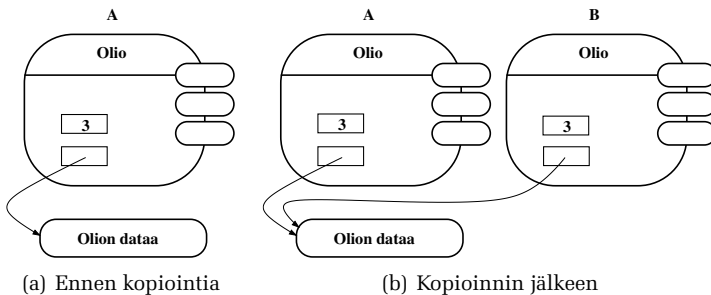 A A B
Olio Olio Olio
3 3 3
Olion dataa Olion dataa
(a) Ennen kopiointia (b) Kopioinnin jälkeen